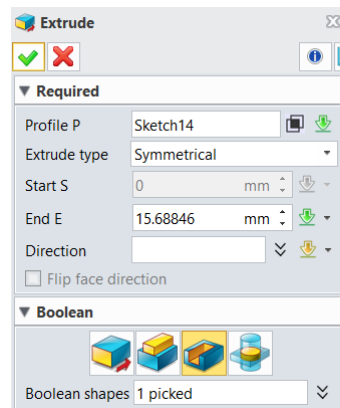 Extrude
Required
Profile P Sketch14
Extrude type Symmetrical
Start S 0 mm
End E 15.68846 mm
Direction
Flip face direction
Boolean
Boolean shapes 1 picked